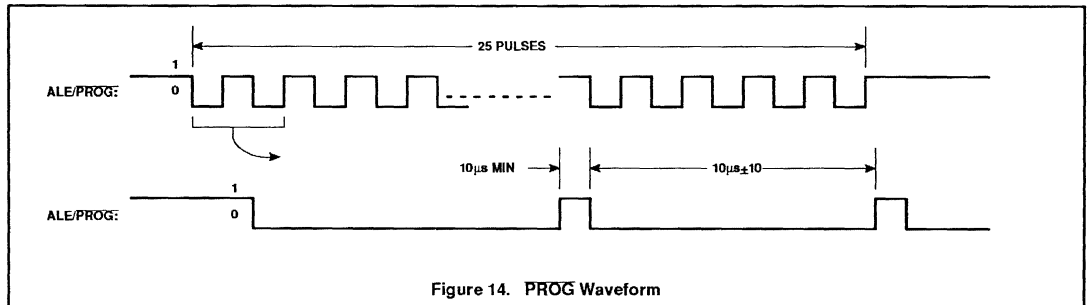 25 PULSES
1
ALE/PROG:
0
10μs MIN
10μs±10
1
ALE/PROG:
0
Figure 14. PROG Waveform